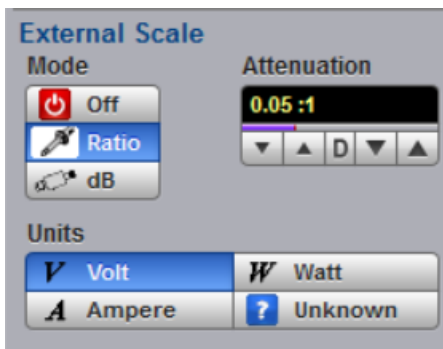 External Scale
Mode
Attenuation
Off
0.05 :1
Ratio
D
dB
Units
V Volt
W Watt
A Ampere
? Unknown